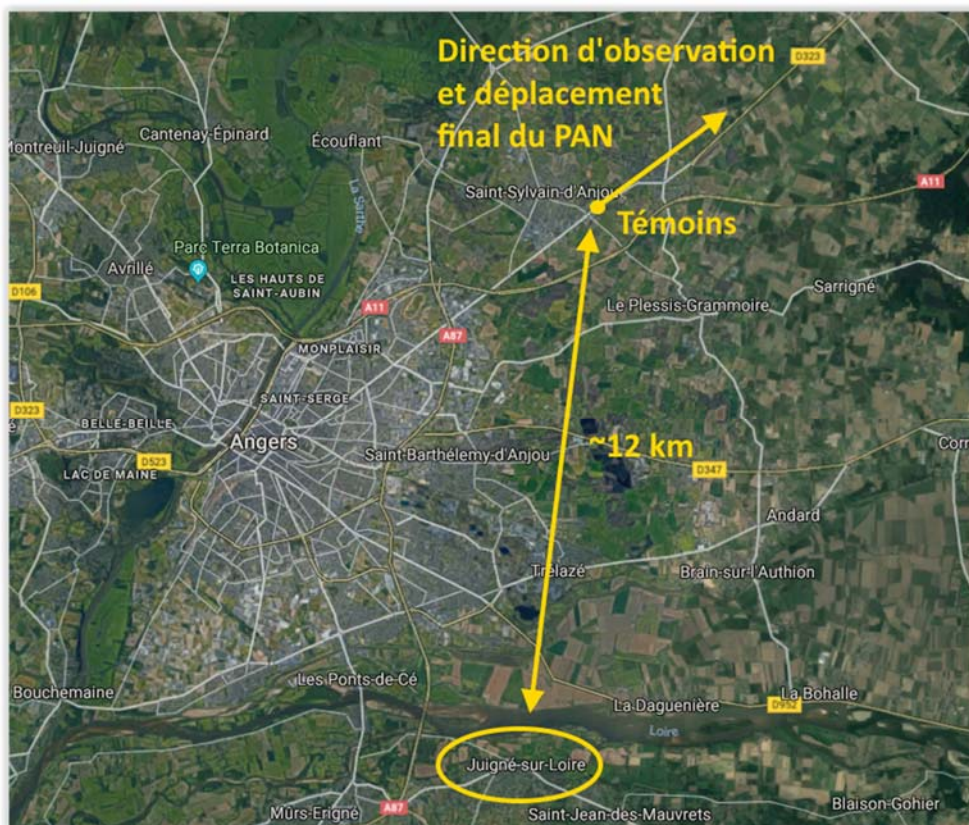 Direction d'observation
et déplacement
final du PAN
D323
Cantenay-Épinard
Écouflant
Montreuil-Juigné
La Sarthe
Saint-Sylvain-d'Anjou
A11
Témoins
Parc Terra Botanica
Avrillé
LES HAUTS DE
SAINT-AUBIN
D106
A11
Le Plessis-Grammoire
Sarrigné
A87
MONPLAISIR
SAINT-SERGE
D323
BELLE-BEILLE
Angers
~12 km
Saint-Barthélemy-d'Anjou
D523
LAC DE MAINE
D347
Andard
Trélazé
Brain-sur-l'Authion
Les Ponts-de-Cé
Bouchemaine
La Daguenière
La Bohalle
D952
Loire
Juigné-sur-Loire
A87
Mûrs-Erigné
Saint-Jean-des-Mauvrets
Blaison-Gohier